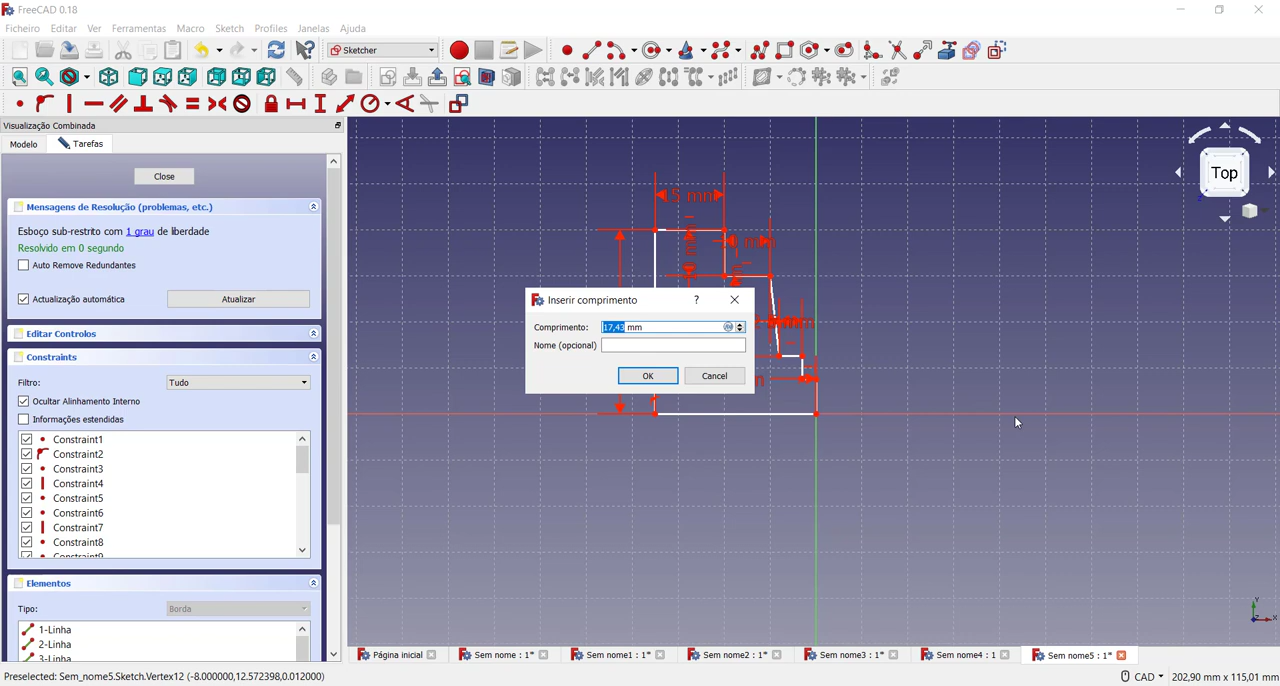 FreeCAD 0.18
Ficheiro Editar Ver Ferramentas Macro Sketch Profiles Janelas Ajuda
Sketcher
Visualização Combinada
Modelo Tarefas
Close
Mensagens de Resolução (problemas, etc.)
Esboço sub-restrito com 1 grau de liberdade
Resolvido em 0 segundo
Auto Remove Redundantes
Actualização automática Atualizar
Editar Controlos
Constraints
Filtro: Tudo
Ocultar Alinhamento Interno
Informações estendidas
Constraint1
Constraint2
Constraint3
Constraint4
Constraint5
Constraint6
Constraint7
Constraint8
Constraint9
Elementos
Tipo: Borda
1-Linha
2-Linha
3-Linha
Top
Inserir comprimento ?
Comprimento: 17,43 mm
Nome (opcional)
OK Cancel
Página inicial Sem nome : 1* Sem nome1 : 1* Sem nome2 : 1* Sem nome3 : 1* Sem nome4 : 1 Sem nome5 : 1*
Preselected: Sem_nome5.Sketch.Vertex12 (-8.000000,12.572398,0.012000) CAD 202,90 mm x 115,01 mm